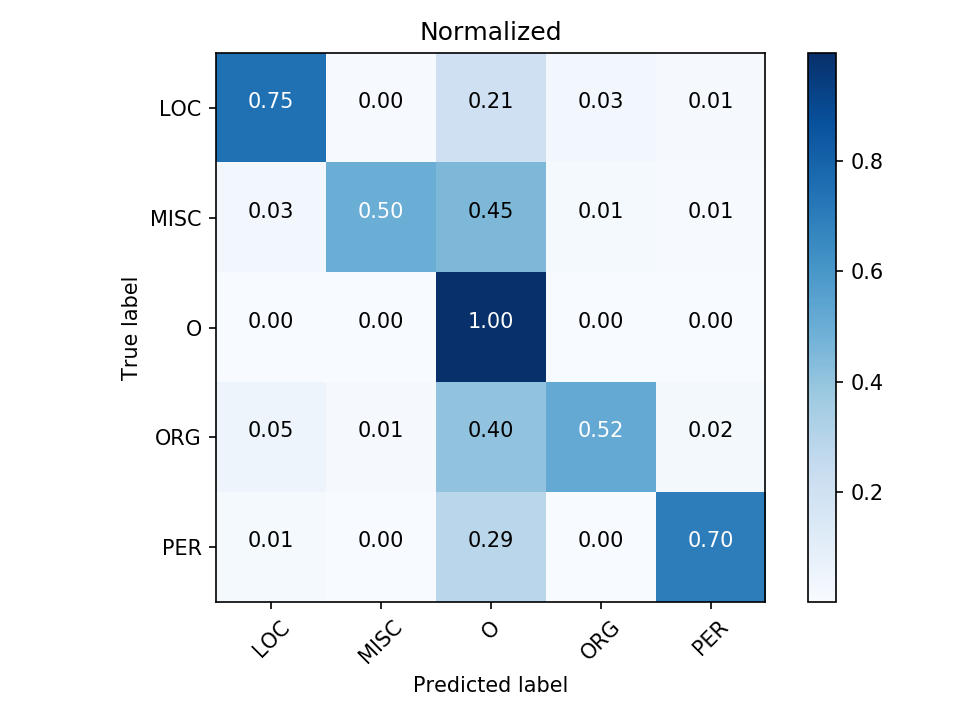 Normalized
LOC 0.75 0.00 0.21 0.03 0.01
MISC 0.03 0.50 0.45 0.01 0.01
O 0.00 0.00 1.00 0.00 0.00
ORG 0.05 0.01 0.40 0.52 0.02
PER 0.01 0.00 0.29 0.00 0.70
True label
LOC MISC O ORG PER
Predicted label
0.8
0.6
0.4
0.2